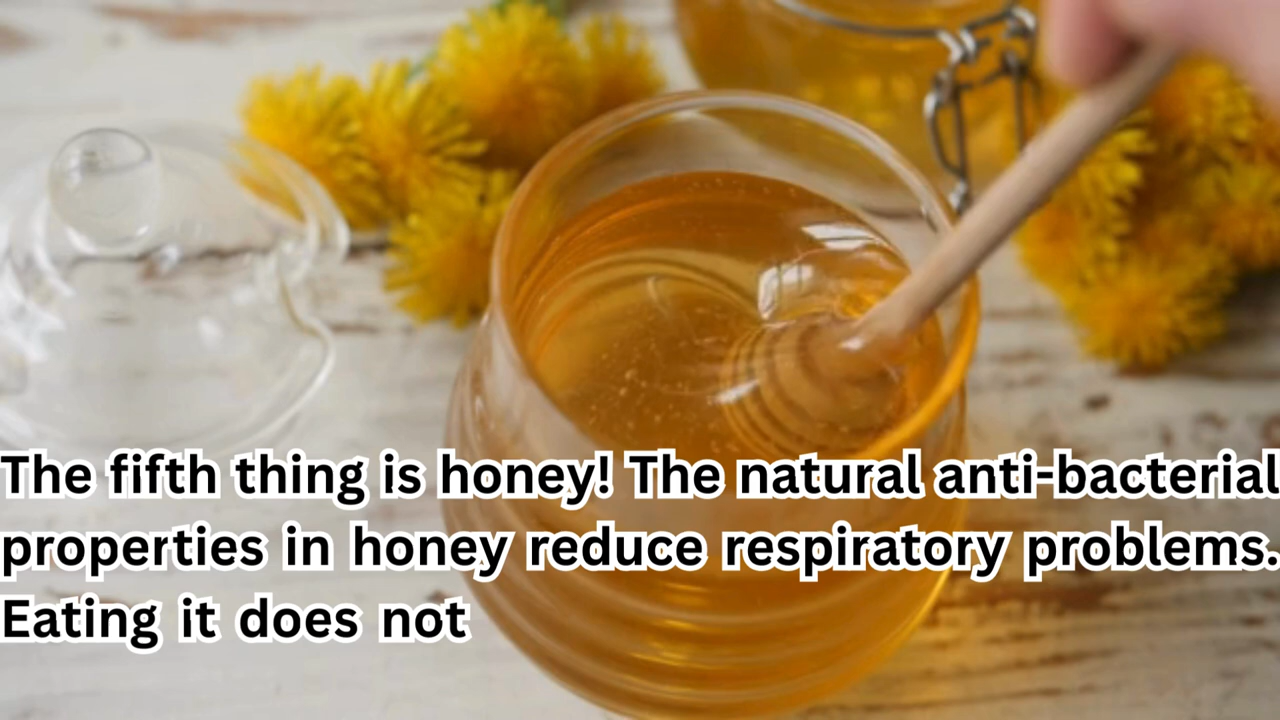 The fifth thing is honey! The natural anti-bacterial
properties in honey reduce respiratory problems.
Eating it does not